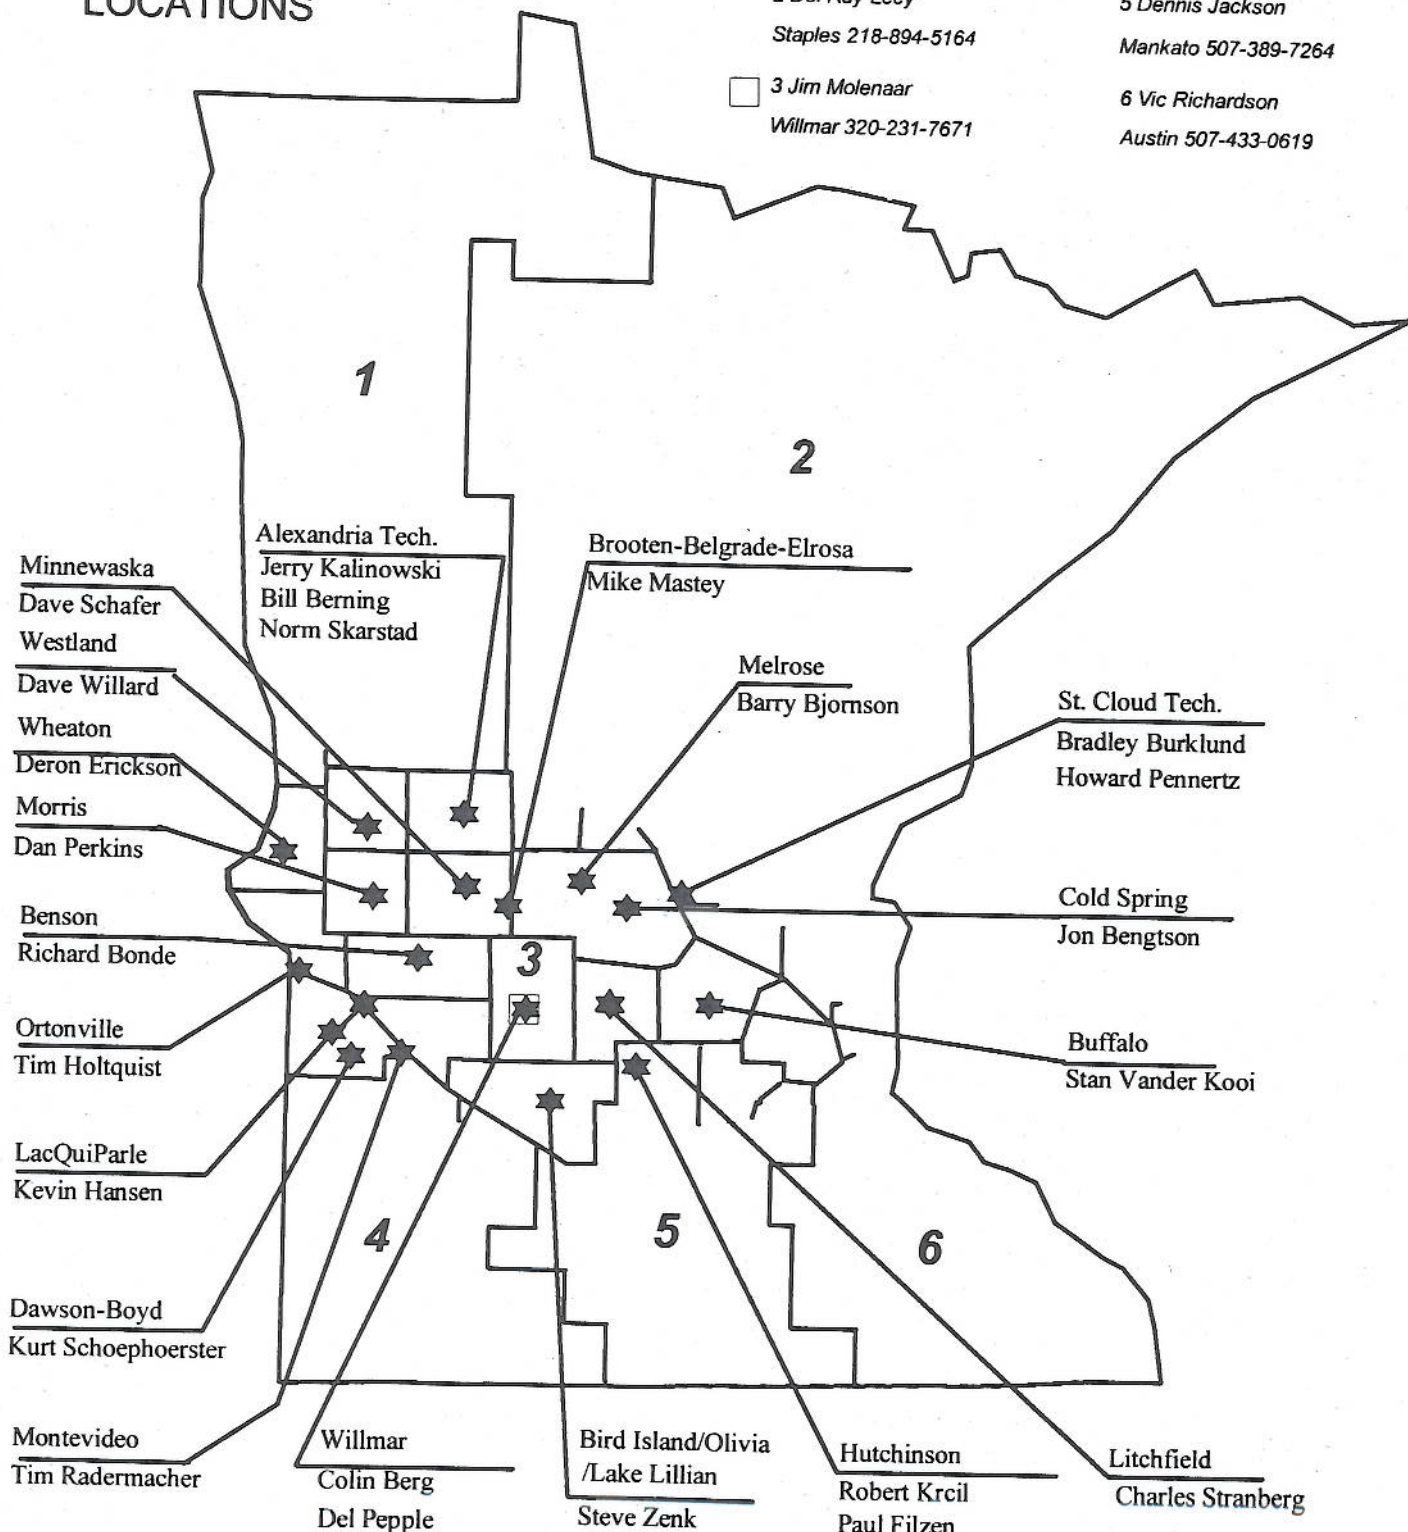 LOCATIONS
Staples 218-894-5164
3 Jim Molenaar
Willmar 320-231-7671
5 Dennis Jackson
Mankato 507-389-7264
6 Vic Richardson
Austin 507-433-0619
1
2
Alexandria Tech.
Jerry Kalinowski
Bill Berning
Norm Skarstad
Brooten-Belgrade-Elrosa
Mike Mastey
Minnewaska
Dave Schafer
Westland
Dave Willard
Wheaton
Deron Erickson
Morris
Dan Perkins
Benson
Richard Bonde
Ortonville
Tim Holtquist
LacQuiParle
Kevin Hansen
Dawson-Boyd
Kurt Schoephoerster
Montevideo
Tim Radermacher
Melrose
Barry Bjornson
St. Cloud Tech.
Bradley Burklund
Howard Pennertz
Cold Spring
Jon Bengtson
Buffalo
Stan Vander Kooi
3
4
5
6
Willmar
Colin Berg
Del Pepple
Bird Island/Olivia
/Lake Lillian
Steve Zenk
Hutchinson
Robert Krcil
Paul Filzen
Litchfield
Charles Stranberg